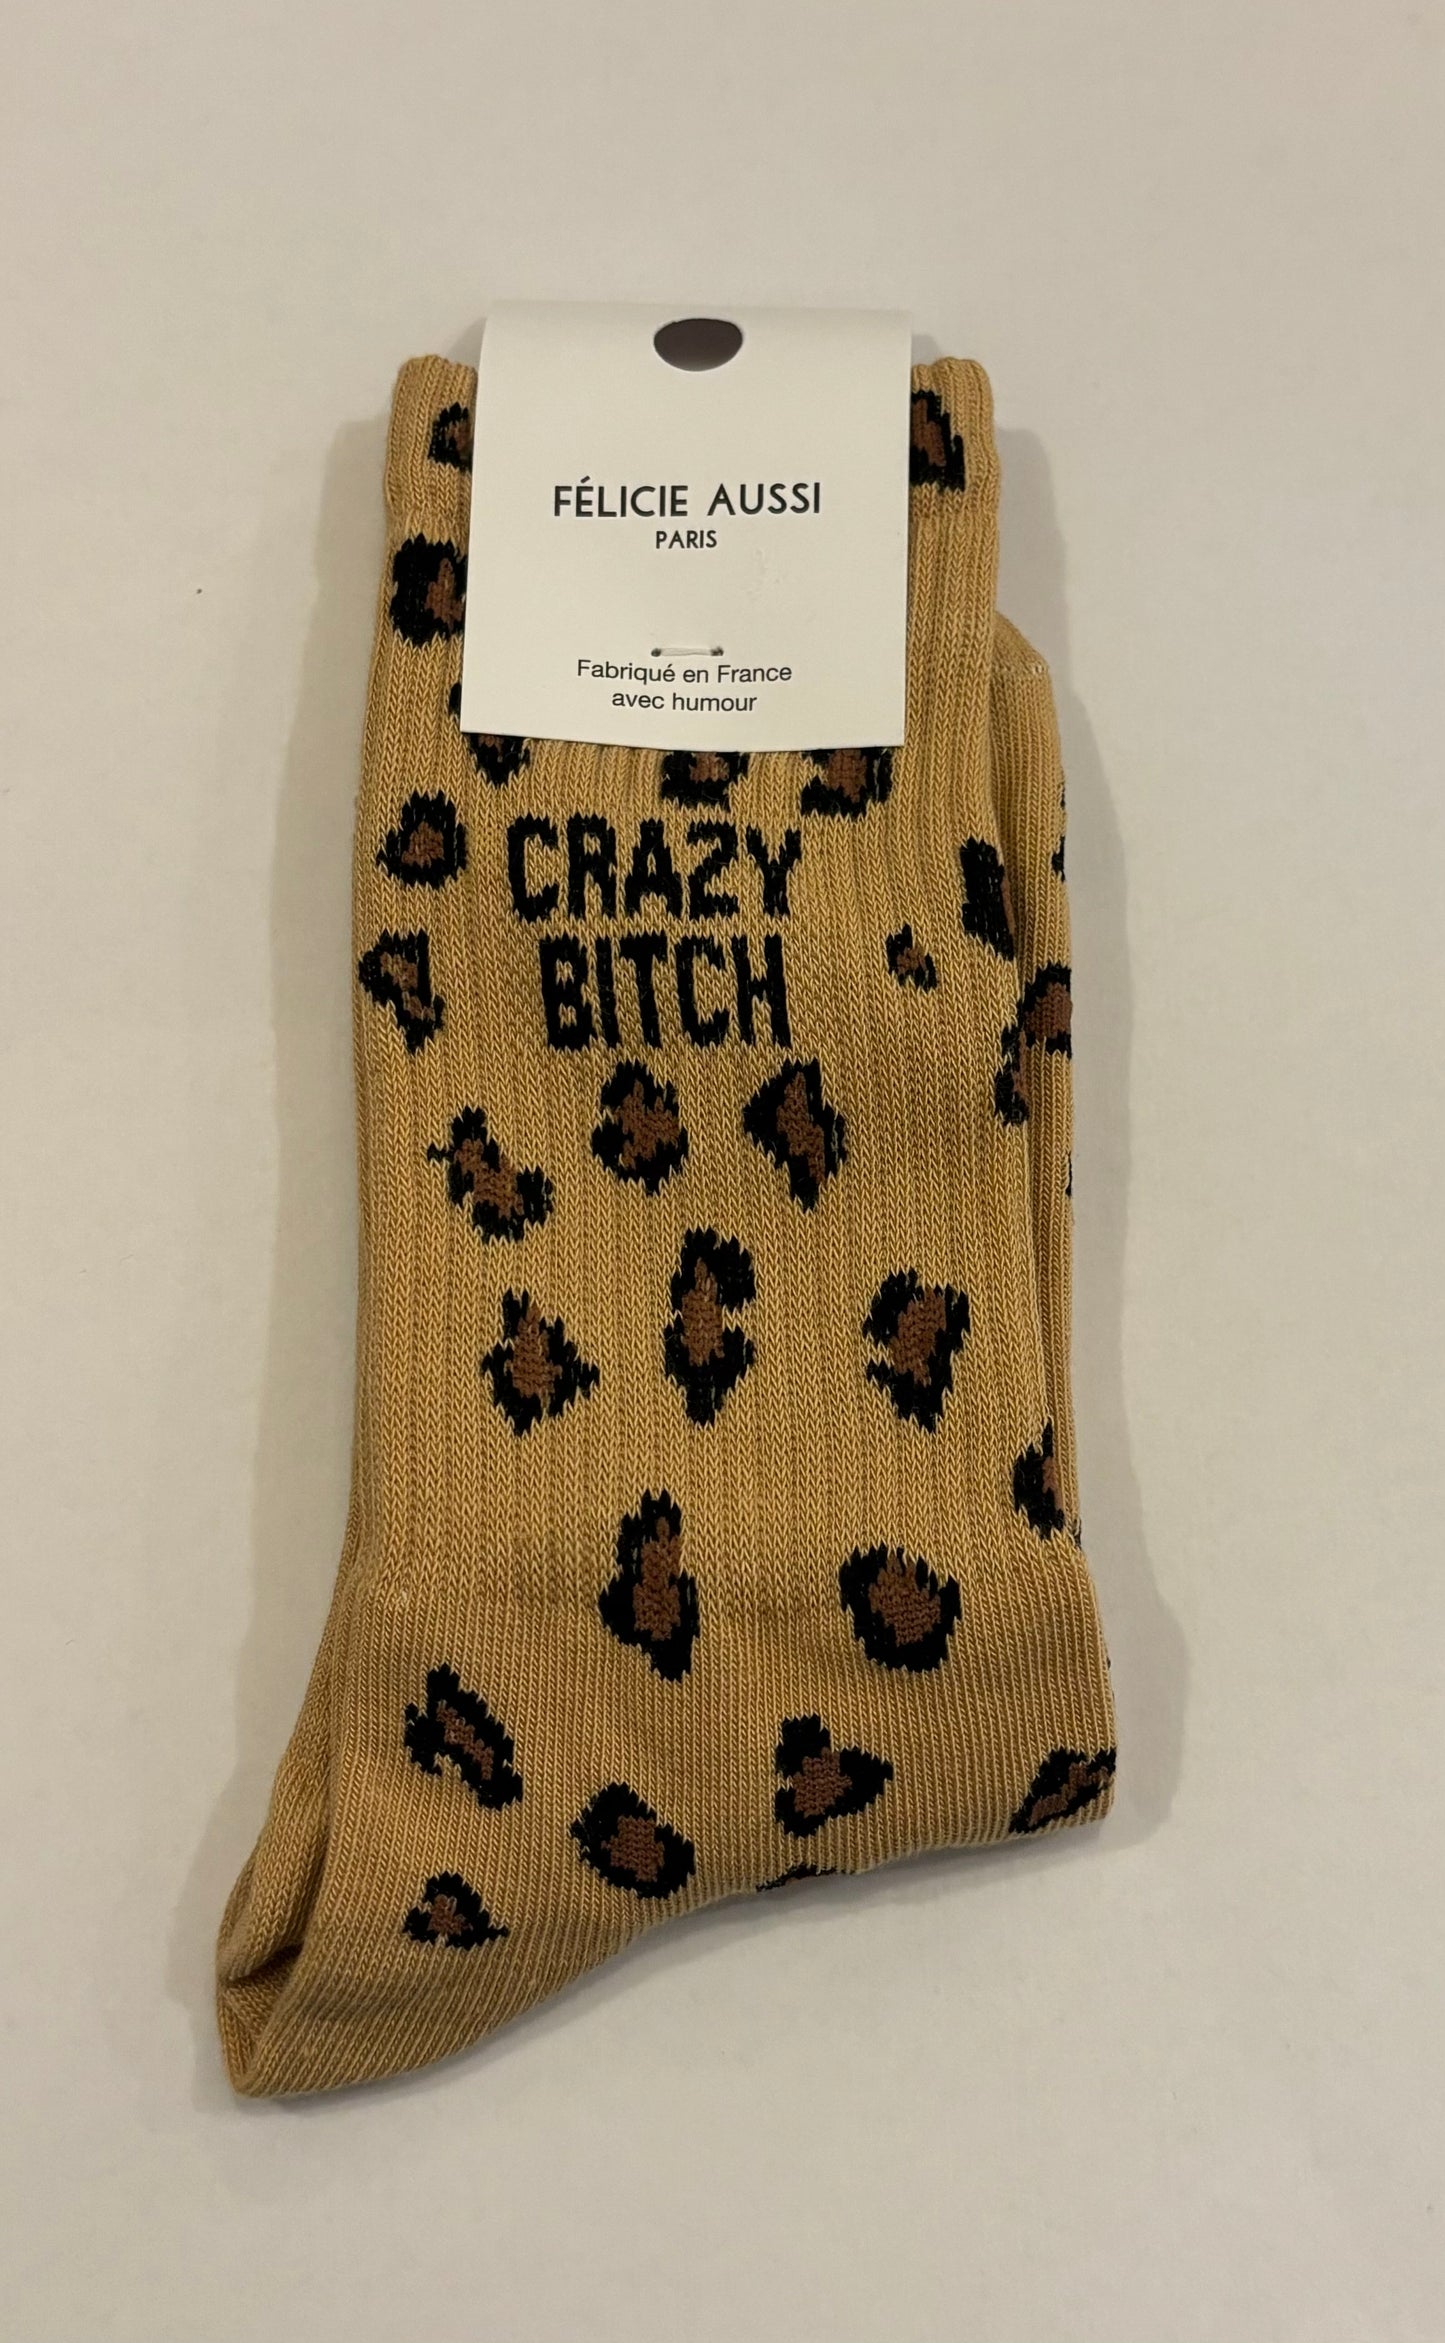 FÉLICIE AUSSI
PARIS
Fabriqué en France
avec humour
CRAZY
BITCH